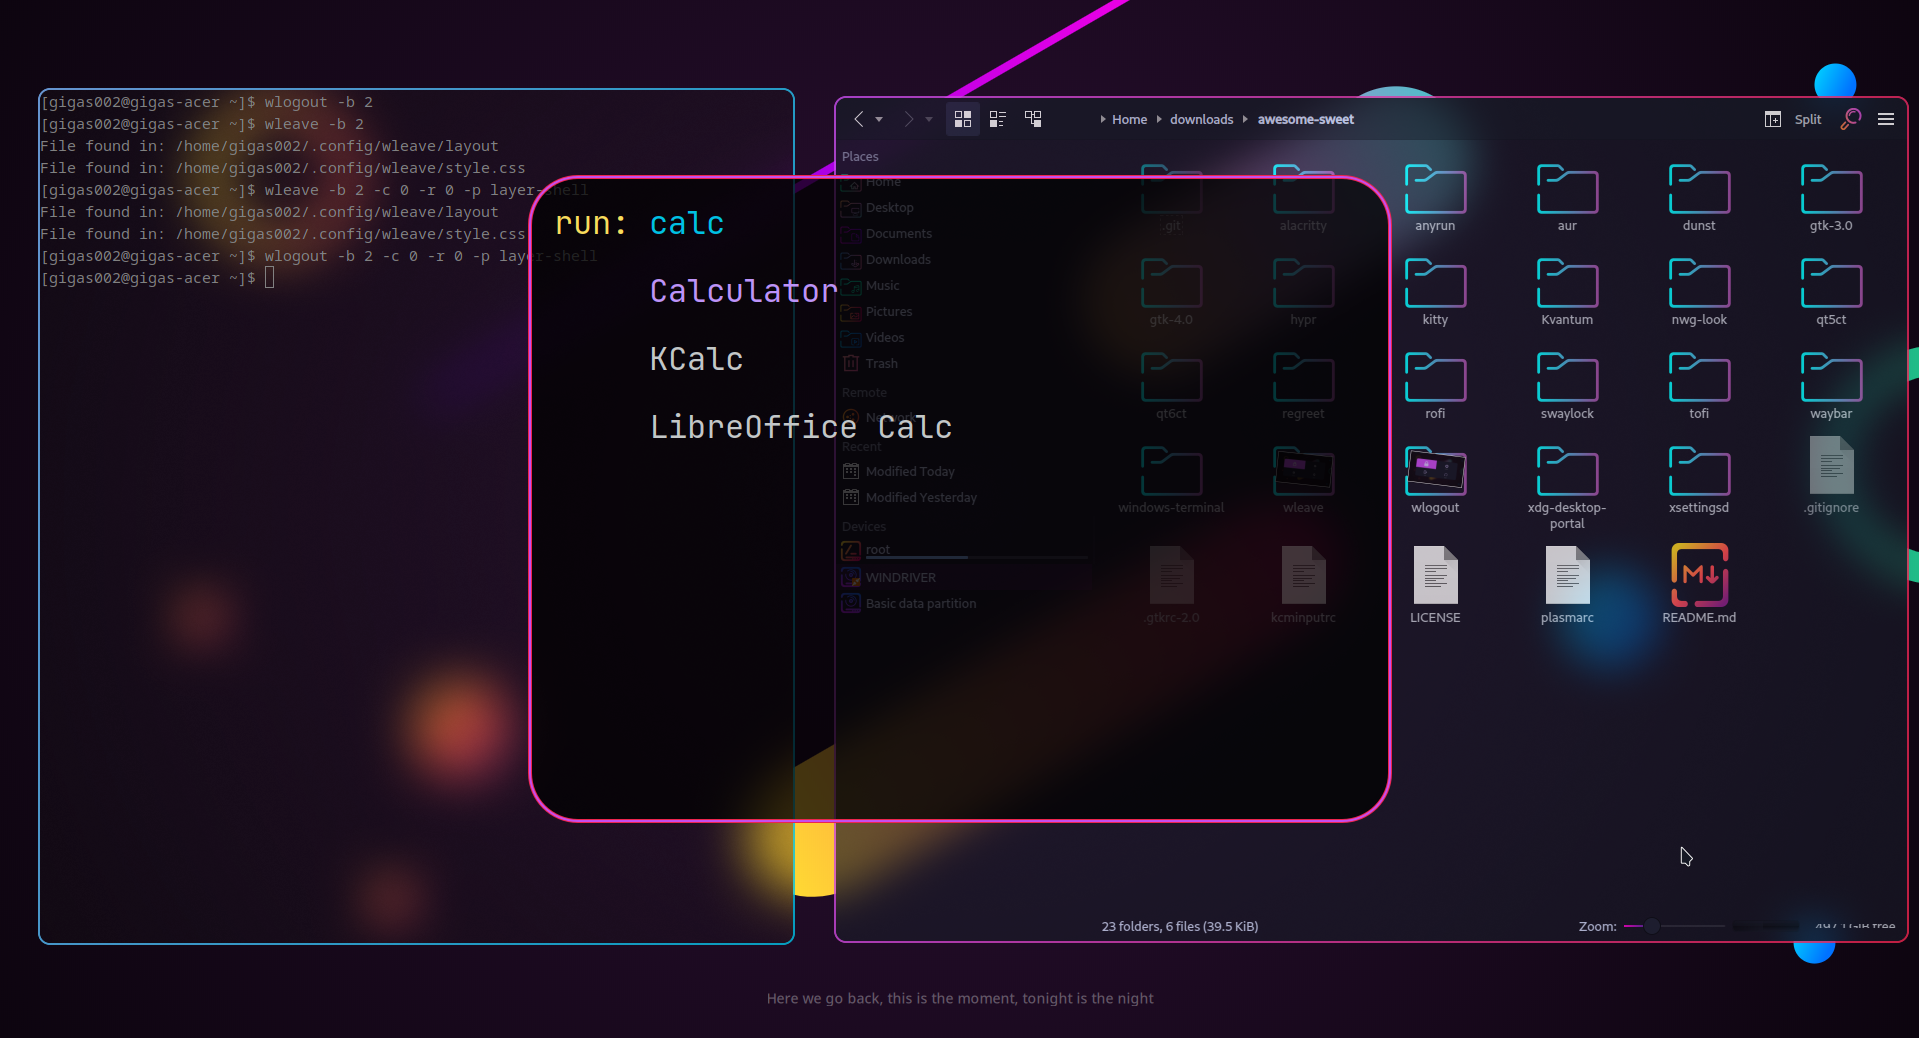 [gigas002@gigas-acer ~]$ wlogout -b 2
[gigas002@gigas-acer ~]$ wleave -b 2
File found in: /home/gigas002/.config/wleave/layout
File found in: /home/gigas002/.config/wleave/style.css
[gigas002@gigas-acer ~]$ wleave -b 2 -c 0 -r 0 -p layer-shell
File found in: /home/gigas002/.config/wleave/layout
File found in: /home/gigas002/.config/wleave/style.css
[gigas002@gigas-acer ~]$ wlogout -b 2 -c 0 -r 0 -p layer-shell
[gigas002@gigas-acer ~]$
run: calc
Calculator
KCalc
LibreOffice Calc
Home downloads awesome-sweet
Split
Places
Home
Desktop
Documents
Downloads
Music
Pictures
Videos
Trash
Remote
Network
Recent
Modified Today
Modified Yesterday
Devices
root
WINDRIVER
Basic data partition
.git alacritty anyrun aur dunst gtk-3.0
gtk-4.0 hypr kitty Kvantum nwg-look qt5ct
qt6ct regreet rofi swaylock tofi waybar
windows-terminal wleave wlogout xdg-desktop-
portal xsettingsd .gitignore
.gtkrc-2.0 kcminputrc LICENSE plasmarc README.md
23 folders, 6 files (39.5 KiB)
Zoom:
free
Here we go back, this is the moment, tonight is the night